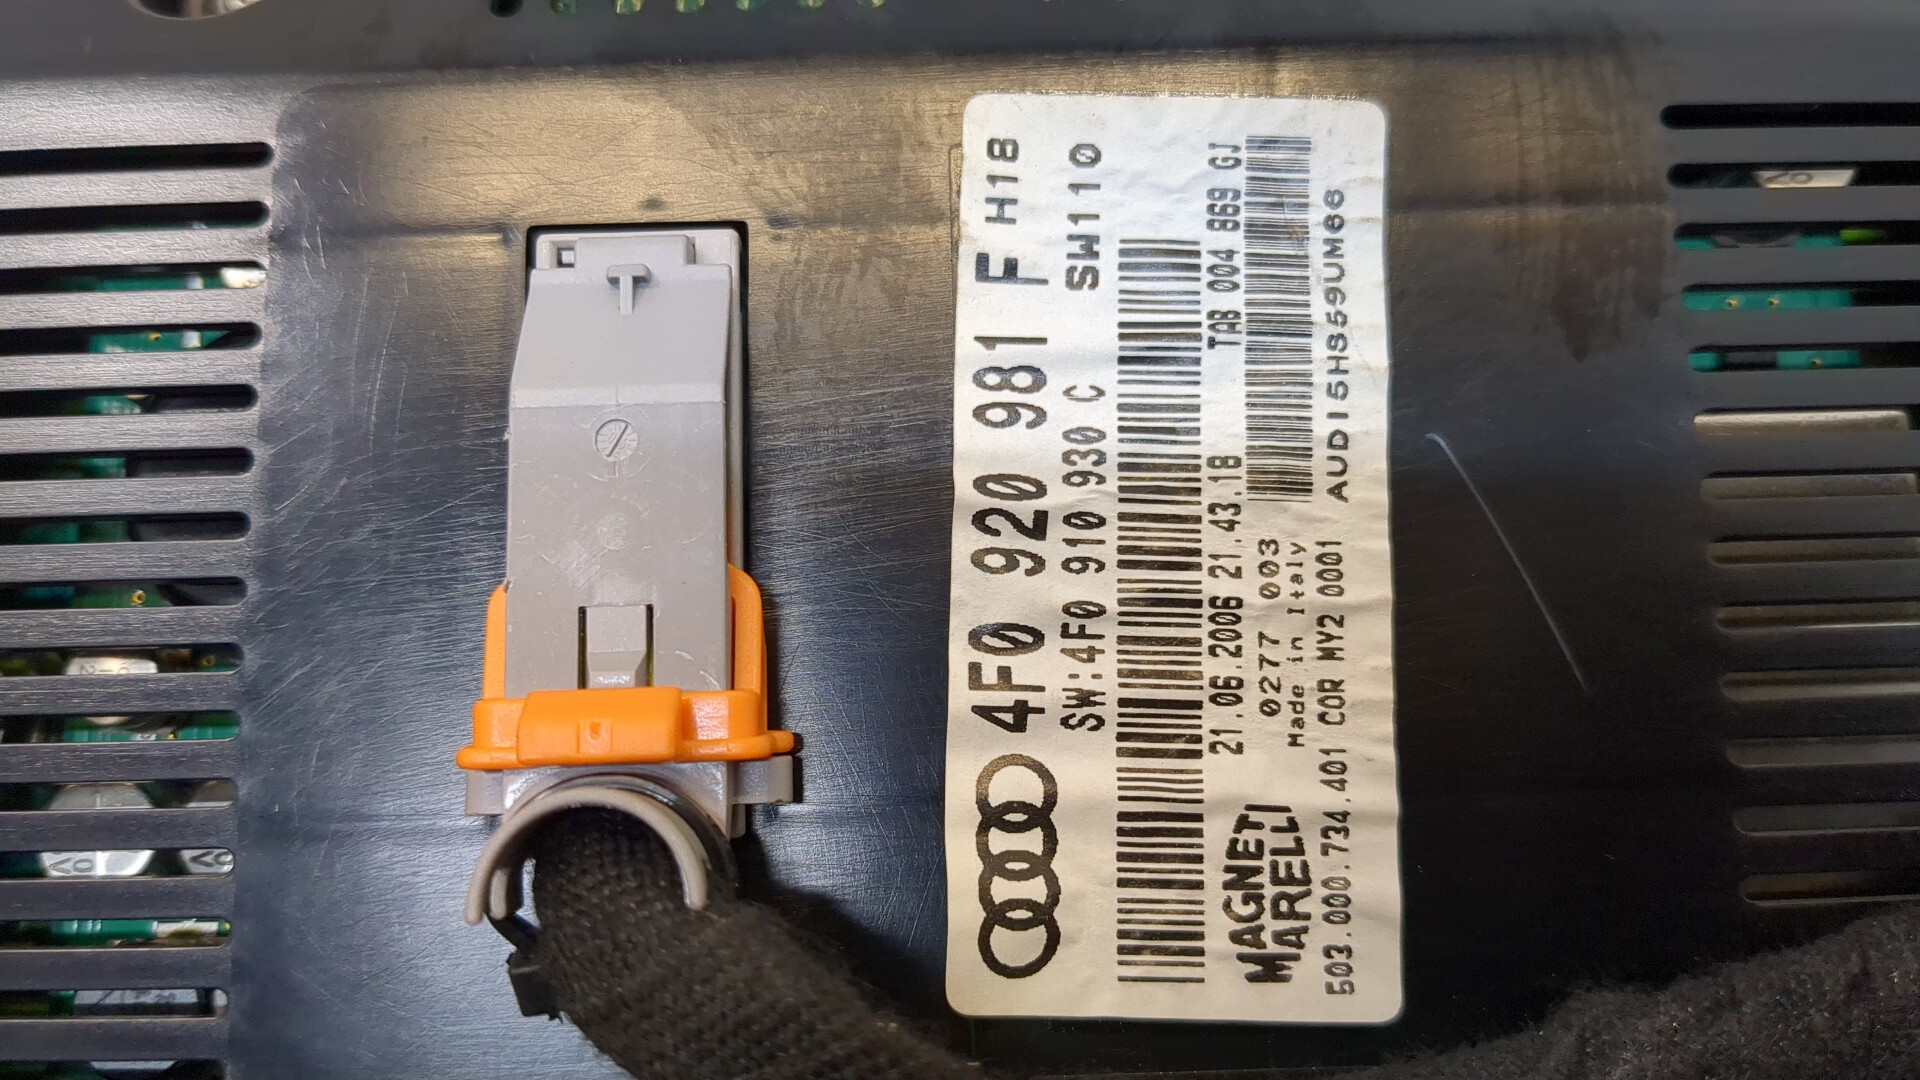 4F0 920 981 F H18
SW:4F0 910 930 C SW110
TAB 004 869 GJ
21.06.2006 21.43.18
MAGNETI
MARELLI
0277 003
Made in Italy
AUDI5HS59UM88
503.000.734.401 COR MY2 0001